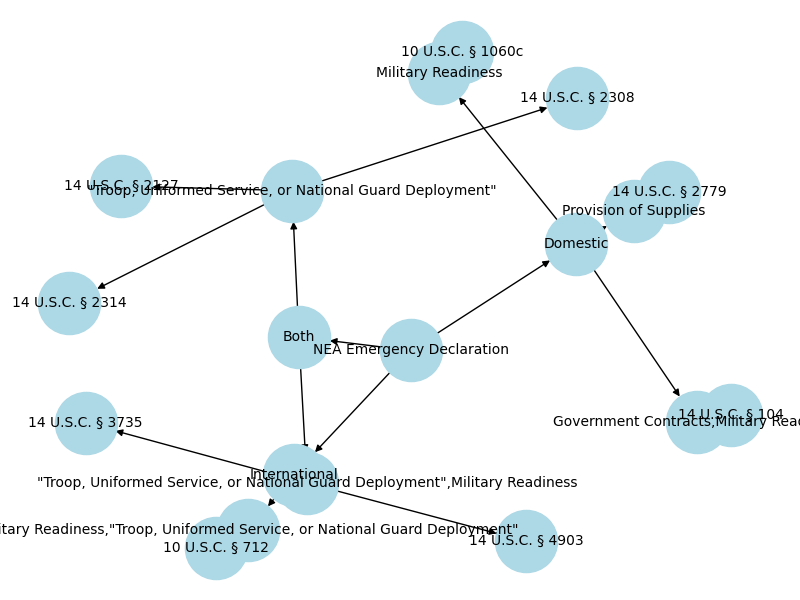 10 U.S.C. § 1060c
Military Readiness
14 U.S.C. § 2308
14 U.S.C. § 2127
"Troop, Uniformed Service, or National Guard Deployment"
14 U.S.C. § 2779
Provision of Supplies
Domestic
14 U.S.C. § 2314
Both
NEA Emergency Declaration
14 U.S.C. § 104
Government Contracts,Military Read
14 U.S.C. § 3735
International
"Troop, Uniformed Service, or National Guard Deployment",Military Readiness
itary Readiness,"Troop, Uniformed Service, or National Guard Deployment"
10 U.S.C. § 712
14 U.S.C. § 4903